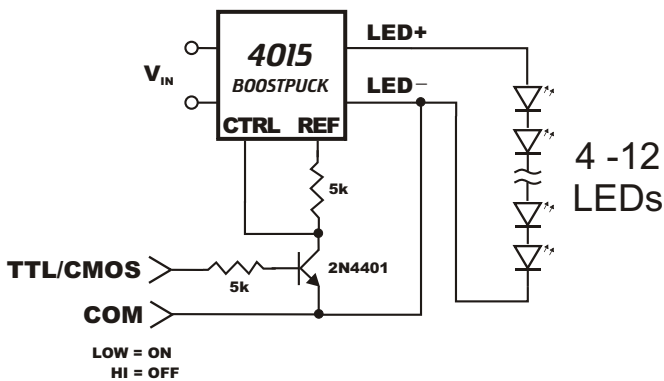 4015
BOOSTPUCK
LED+
LED−
V_IN
CTRL REF
5k
4 -12
LEDs
TTL/CMOS
5k
2N4401
COM
LOW = ON
HI = OFF